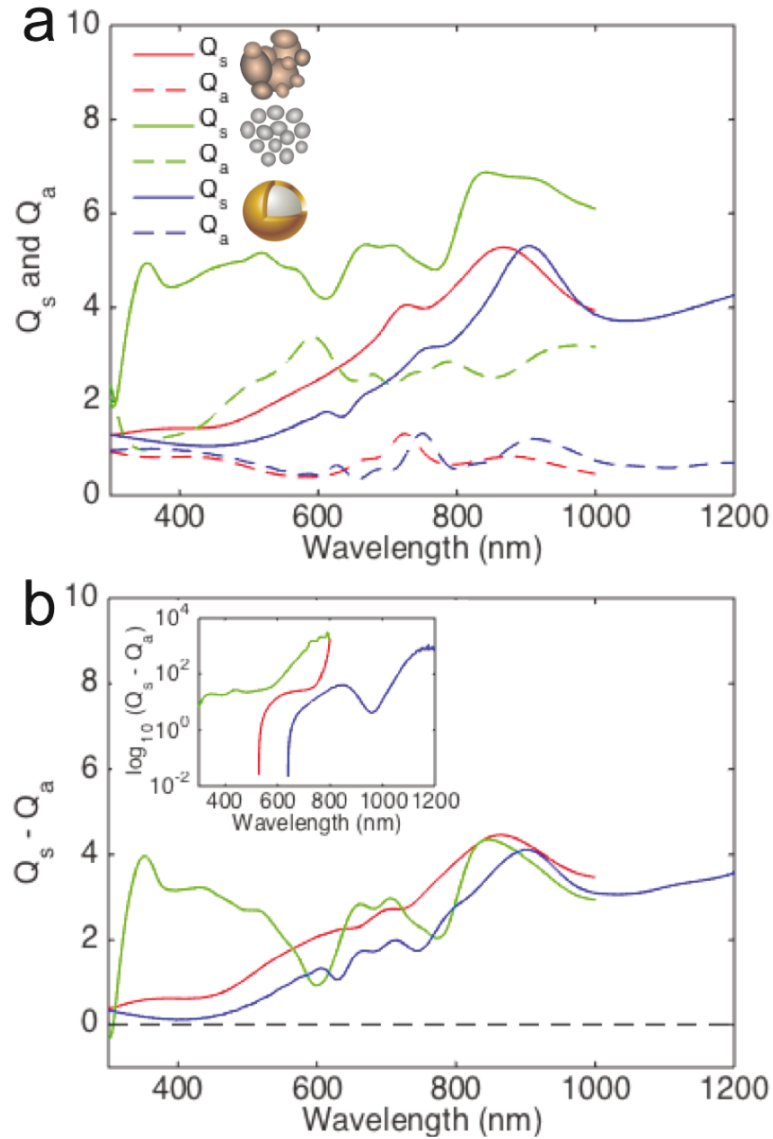 a
10
8
6
4
2
0
Q_s and Q_a
Q_s
Q_a
Q_s
Q_a
Q_s
Q_a
400 600 800 1000 1200
Wavelength (nm)
b
10
8
6
4
2
0
Q_s - Q_a
10^4
10^2
10^0
10^-2
log_10 (Q_s - Q_a)
400 600 800 1000 1200
Wavelength (nm)
400 600 800 1000 1200
Wavelength (nm)